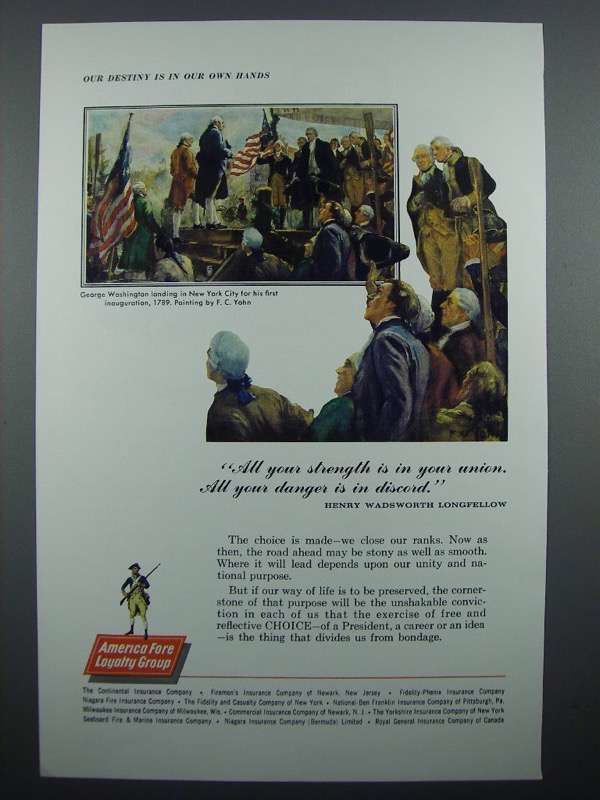 OUR DESTINY IS IN OUR OWN HANDS
George Washington landing in New York City for his first
inauguration, 1789. Painting by F. C. Yohn
"All your strength is in your union.
All your danger is in discord."
HENRY WADSWORTH LONGFELLOW
The choice is made—we close our ranks. Now as
then, the road ahead may be stony as well as smooth.
Where it will lead depends upon our unity and na-
tional purpose.
But if our way of life is to be preserved, the corner-
stone of that purpose will be the unshakable convic-
tion in each of us that the exercise of free and
reflective CHOICE—of a President, a career or an idea
—is the thing that divides us from bondage.
America Fore
Loyalty Group
The Continental Insurance Company • Firemen's Insurance Company of Newark, New Jersey • Fidelity-Phenix Insurance Company
Niagara Fire Insurance Company • The Fidelity and Casualty Company of New York • National-Ben Franklin Insurance Company of Pittsburgh, Pa.
Milwaukee Insurance Company of Milwaukee, Wis. • Commercial Insurance Company of Newark, N. J. • The Yorkshire Insurance Company of New York
Seaboard Fire & Marine Insurance Company • Niagara Insurance Company (Bermuda) Limited • Royal General Insurance Company of Canada